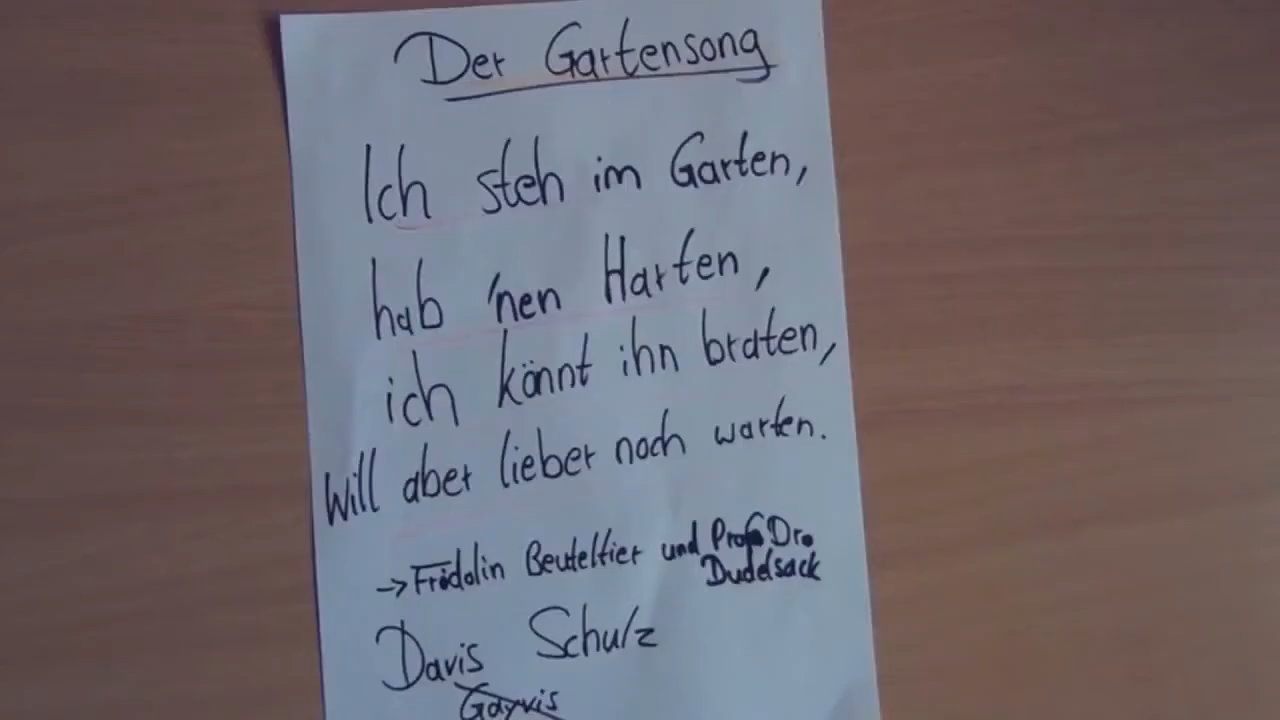 Der Gartensong
Ich steh im Garten,
hab 'nen Harten,
ich könnt ihn braten,
Will aber lieber noch warten.
→ Fridolin Beuteltier und Prof. Dr.
Dudelsack
Davis Schulz
Gayvis